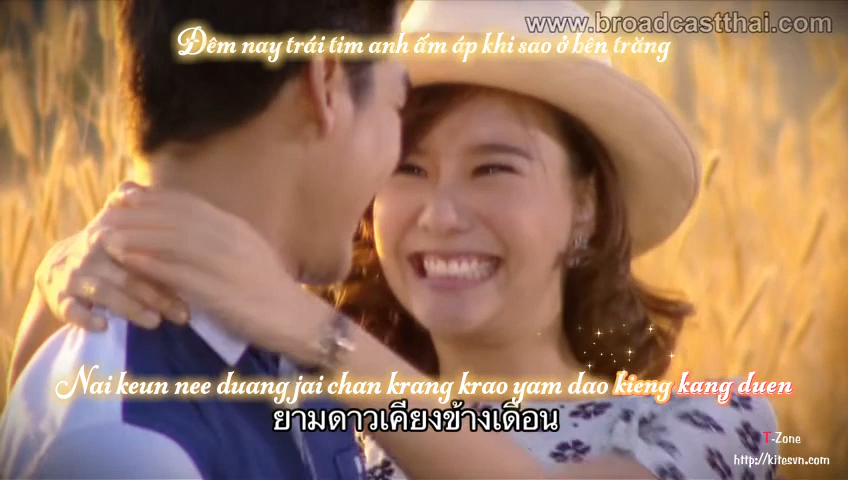 www.broadcastthai.com
Đêm nay trái tim anh ấm áp khi sao ở bên trăng
Nai keun nee duang jai chan krang krao yam dao kieng kang duen
ยามดาวเคียงข้างเดือน
T-Zone
http://kitesvn.com